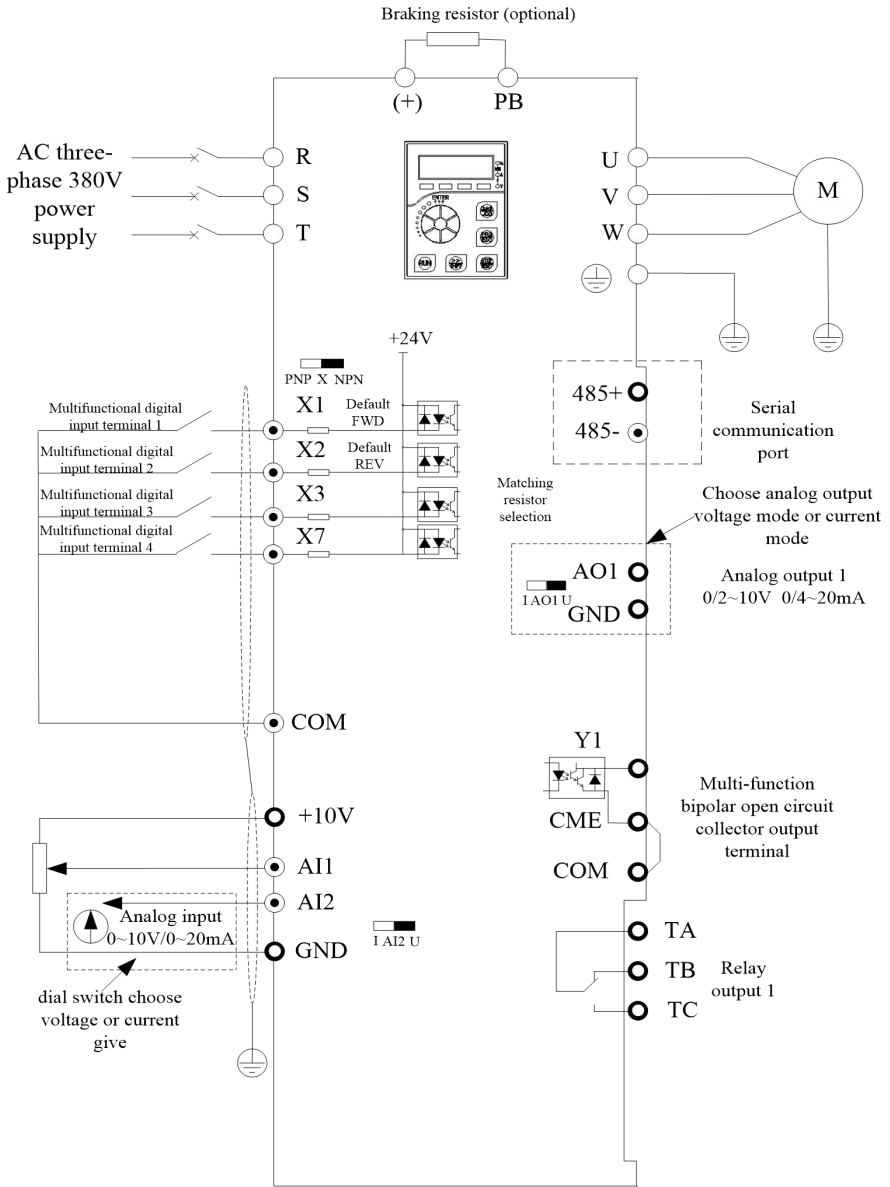 Braking resistor (optional)
(+)
PB
AC three-
phase 380V
power
supply
R
S
T
ENTER
RUN
U
V
W
M
+24V
PNP X NPN
Multifunctional digital
input terminal 1
X1
Default
FWD
Multifunctional digital
input terminal 2
X2
Default
REV
Multifunctional digital
input terminal 3
X3
Multifunctional digital
input terminal 4
X7
485+
485-
Serial
communication
port
Matching
resistor
selection
Choose analog output
voltage mode or current
mode
AO1
I AO1 U
GND
Analog output 1
0/2~10V 0/4~20mA
COM
Y1
CME
COM
Multi-function
bipolar open circuit
collector output
terminal
+10V
AI1
AI2
Analog input
0~10V/0~20mA
GND
I AI2 U
dial switch choose
voltage or current
give
TA
TB
TC
Relay
output 1